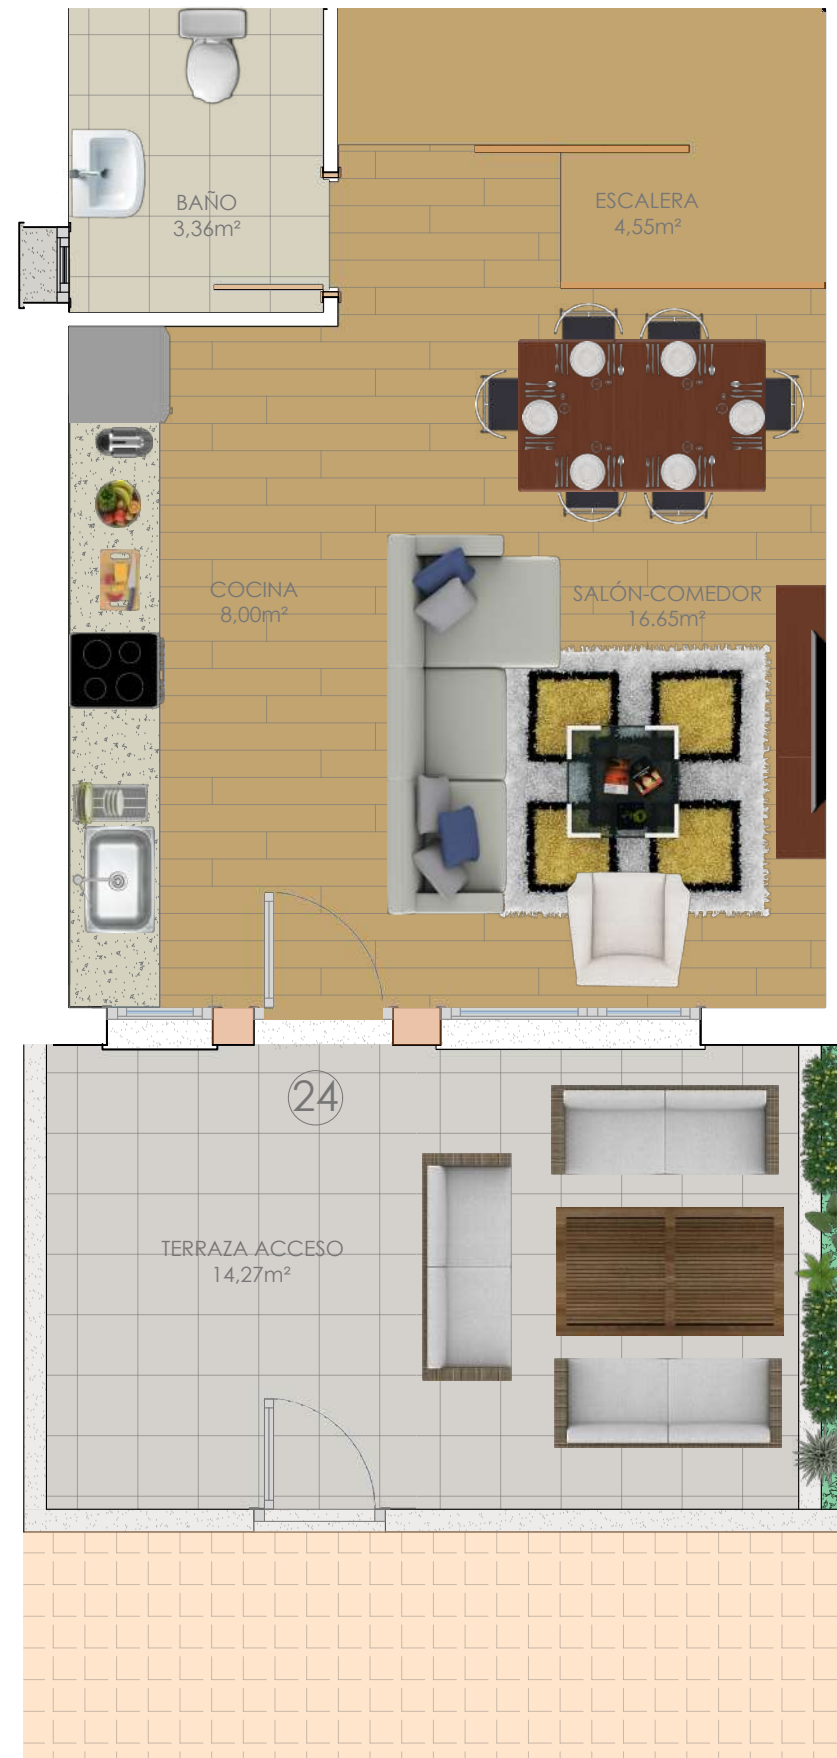 BAÑO
3,36m²
ESCALERA
4,55m²
COCINA
8,00m²
SALÓN-COMEDOR
16.65m²
24
TERRAZA ACCESO
14,27m²